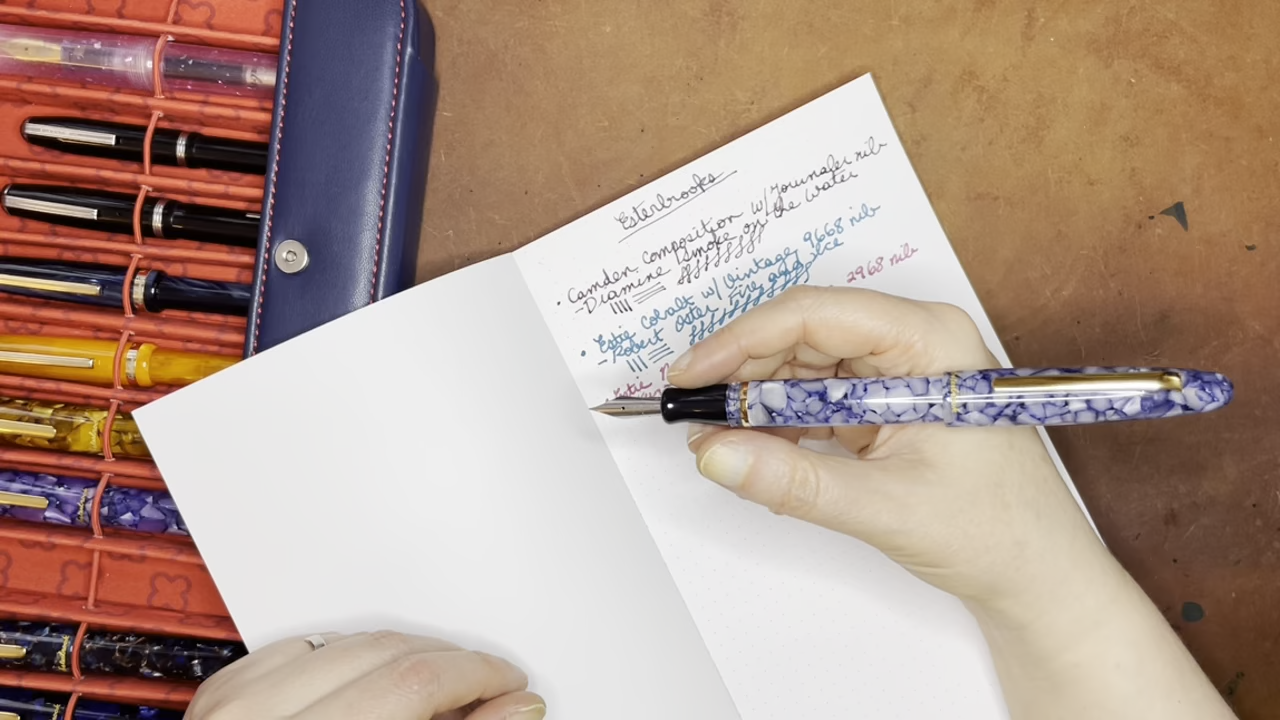 Esterbrooks
• Camden Composition w/Journaler nib
- Diamine Smoke on the Water
• Estie Cobalt w/ Vintage 9668 nib
- Robert Oster Fire and Ice
Estie 2968 nib